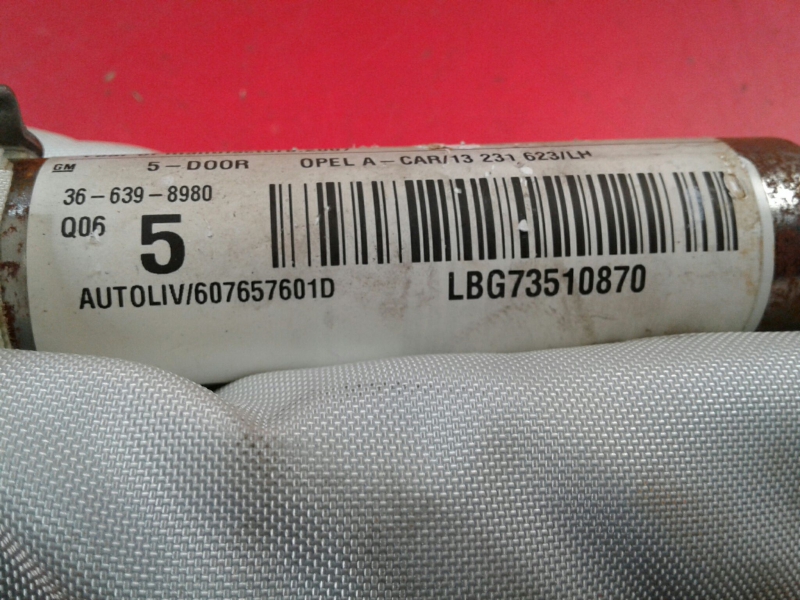 GM 5-DOOR OPEL A-CAR/13 231 623/LH
36-639-8980
Q06 5
AUTOLIV/607657601D LBG73510870